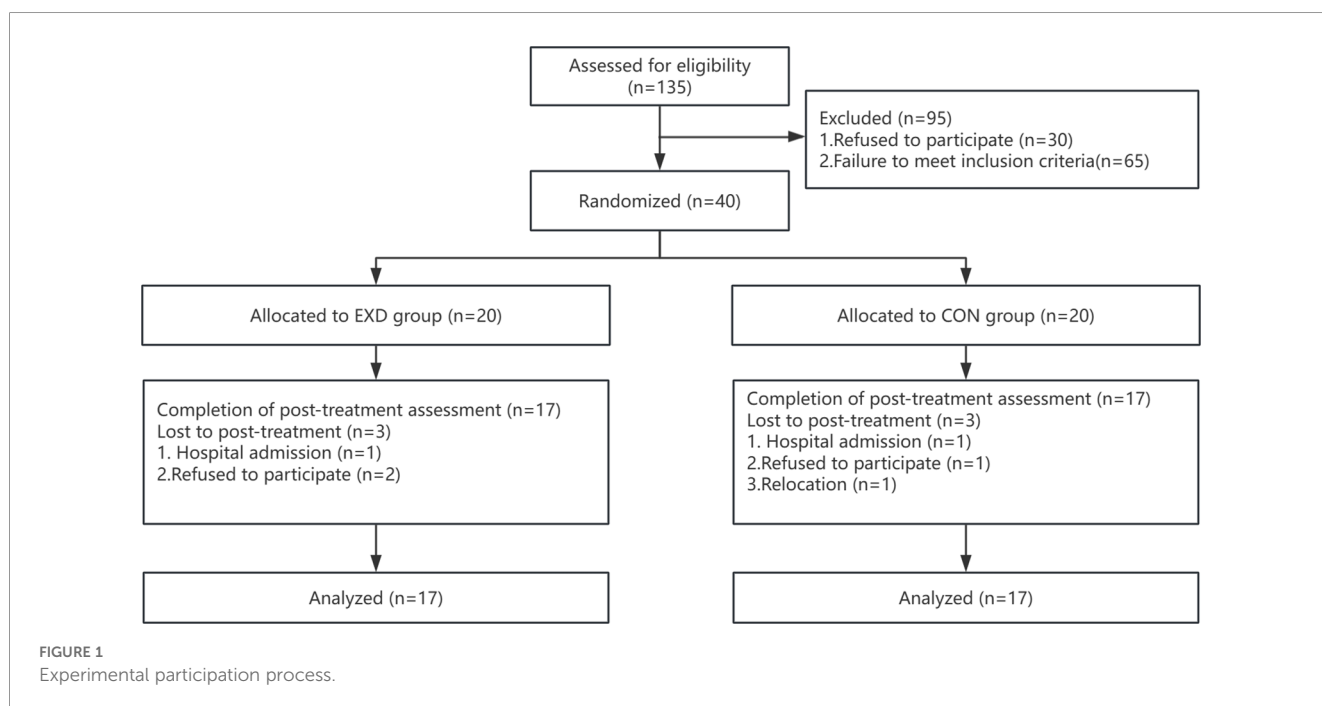 Assessed for eligibility
(n=135)
Excluded (n=95)
1.Refused to participate (n=30)
2.Failure to meet inclusion criteria(n=65)
Randomized (n=40)
Allocated to EXD group (n=20)
Allocated to CON group (n=20)
Completion of post-treatment assessment (n=17)
Lost to post-treatment (n=3)
1. Hospital admission (n=1)
2.Refused to participate (n=2)
Completion of post-treatment assessment (n=17)
Lost to post-treatment (n=3)
1. Hospital admission (n=1)
2.Refused to participate (n=1)
3.Relocation (n=1)
Analyzed (n=17)
Analyzed (n=17)
FIGURE 1
Experimental participation process.